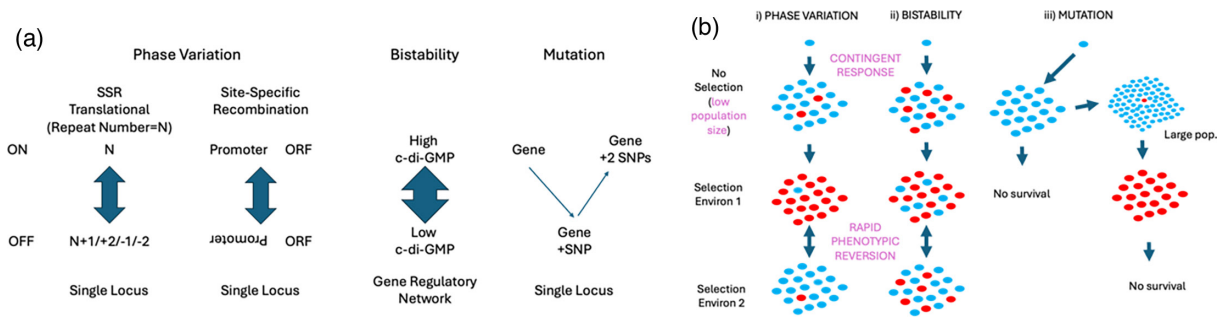 (a)
Phase Variation
Bistability
Mutation
SSR
Translational
(Repeat Number=N)
Site-Specific
Recombination
ON
N
Promoter ORF
High
c-di-GMP
Gene
Gene
+2 SNPs
OFF
N+1/+2/-1/-2
Promoter ORF
Low
c-di-GMP
Gene
+SNP
Single Locus
Single Locus
Gene Regulatory
Network
Single Locus
(b)
i) PHASE VARIATION
ii) BISTABILITY
iii) MUTATION
CONTINGENT
RESPONSE
No
Selection
(low
population
size)
Large pop.
No survival
Selection
Environ 1
RAPID
PHENOTYPIC
REVERSION
No survival
Selection
Environ 2